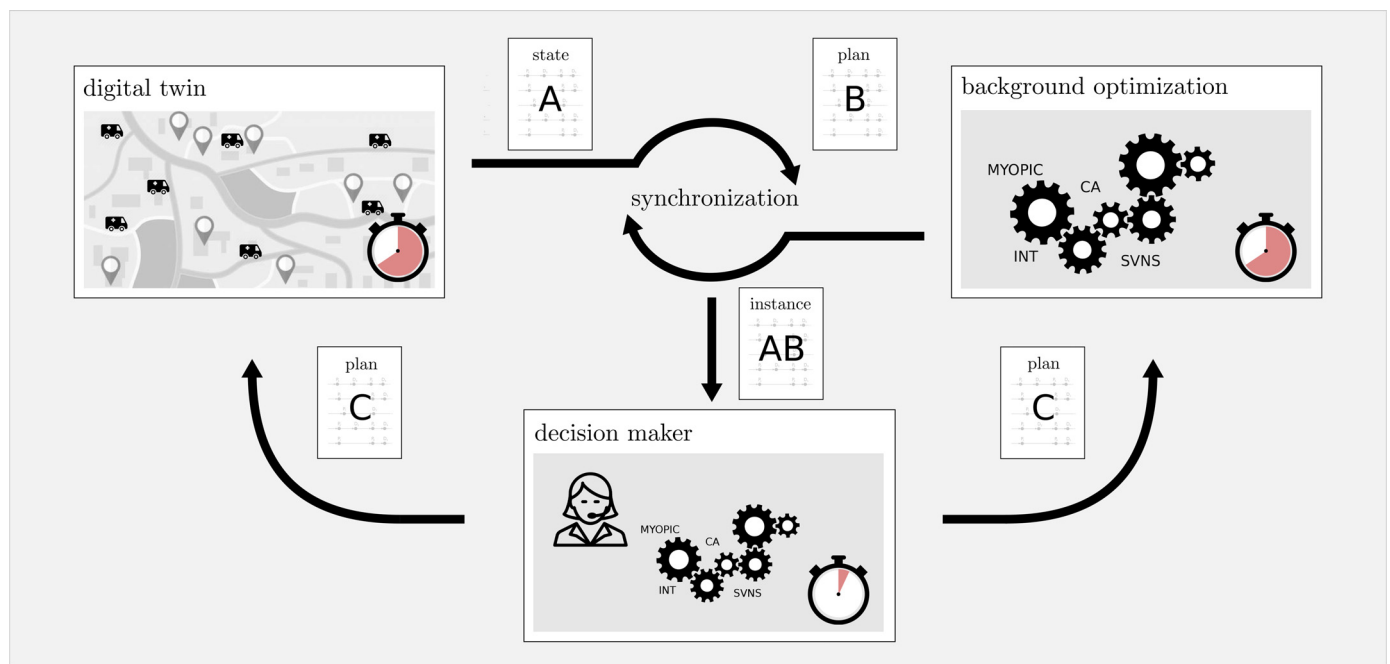 state
A
plan
B
digital twin
background optimization
MYOPIC
CA
INT
SVNS
synchronization
instance
AB
plan
C
plan
C
decision maker
MYOPIC
CA
INT
SVNS